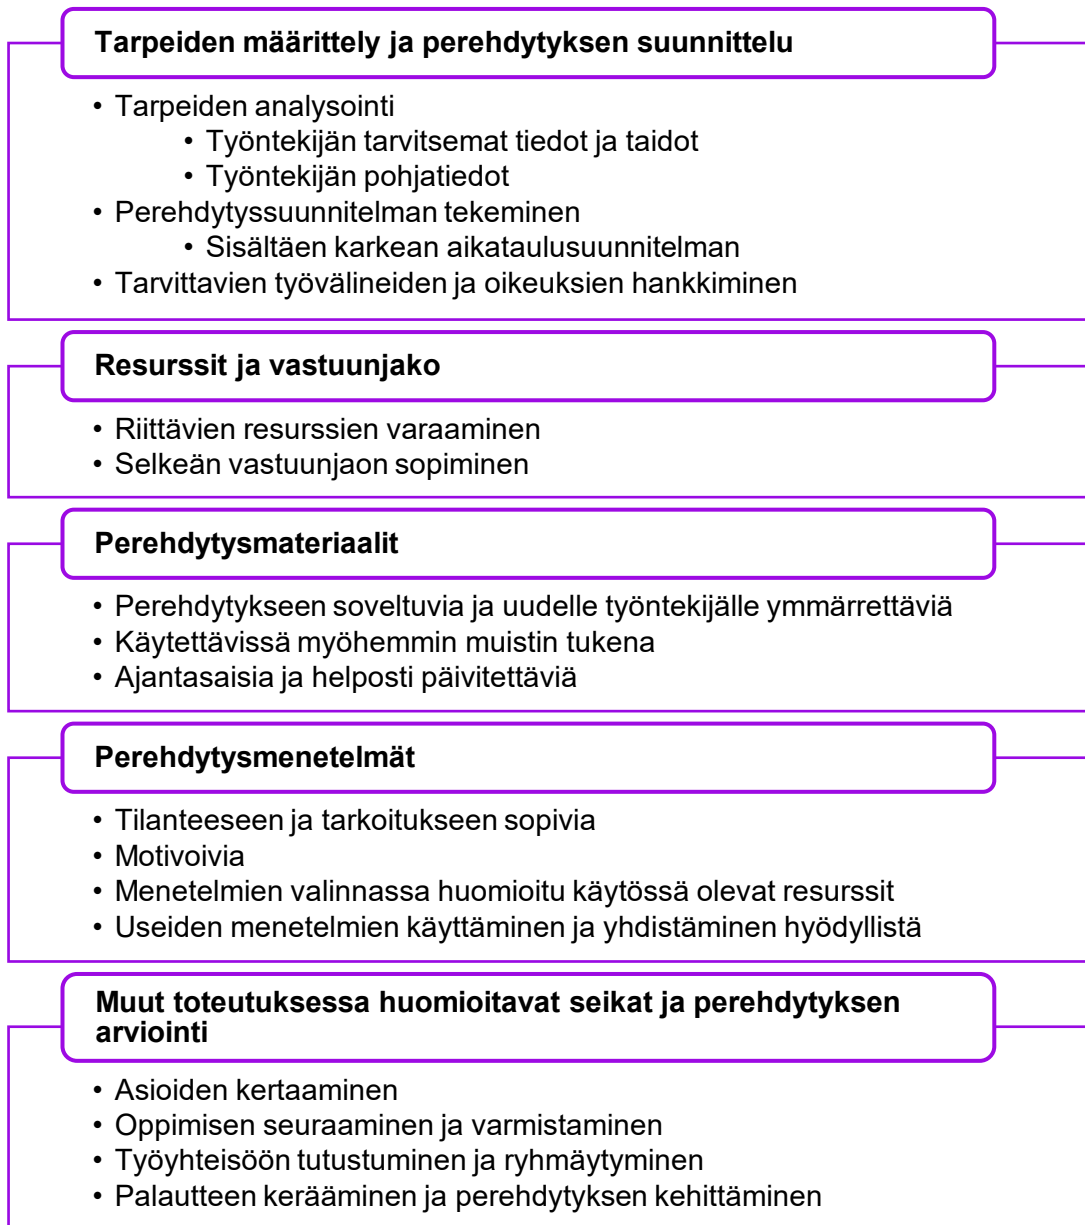 Tarpeiden määrittely ja perehdytyksen suunnittelu
• Tarpeiden analysointi
• Työntekijän tarvitsemat tiedot ja taidot
• Työntekijän pohjatiedot
• Perehdytyssuunnitelman tekeminen
• Sisältäen karkean aikataulusuunnitelman
• Tarvittavien työvälineiden ja oikeuksien hankkiminen
Resurssit ja vastuunjako
• Riittävien resurssien varaaminen
• Selkeän vastuunjaon sopiminen
Perehdytysmateriaalit
• Perehdytykseen soveltuvia ja uudelle työntekijälle ymmärrettäviä
• Käytettävissä myöhemmin muistin tukena
• Ajantasaisia ja helposti päivitettäviä
Perehdytysmenetelmät
• Tilanteeseen ja tarkoitukseen sopivia
• Motivoivia
• Menetelmien valinnassa huomioitu käytössä olevat resurssit
• Useiden menetelmien käyttäminen ja yhdistäminen hyödyllistä
Muut toteutuksessa huomioitavat seikat ja perehdytyksen
arviointi
• Asioiden kertaaminen
• Oppimisen seuraaminen ja varmistaminen
• Työyhteisöön tutustuminen ja ryhmäytyminen
• Palautteen kerääminen ja perehdytyksen kehittäminen